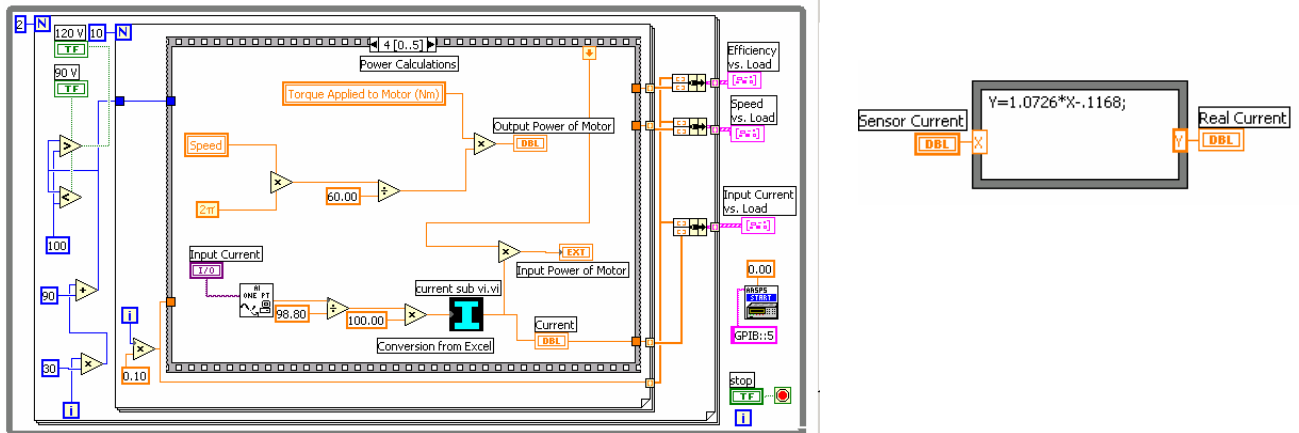 2
N
120 V
TF
10
N
4 [0..5]
Power Calculations
Efficiency
vs. Load
90 V
TF
Torque Applied to Motor (Nm)
Speed
vs. Load
Output Power of Motor
DBL
Speed
>
×
×
÷
60.00
<
2π
100
Input Current
vs. Load
Input Current
I/O
×
EXT
Input Power of Motor
AI
ONE PT
current sub vi.vi
98.80
÷
100.00
×
I
0.00
START
GPIB::5
90
+
i
Current
DBL
Conversion from Excel
×
0.10
30
×
i
stop
TF
i
Y=1.0726*X-.1168;
Sensor Current
DBL
X
Y
Real Current
DBL